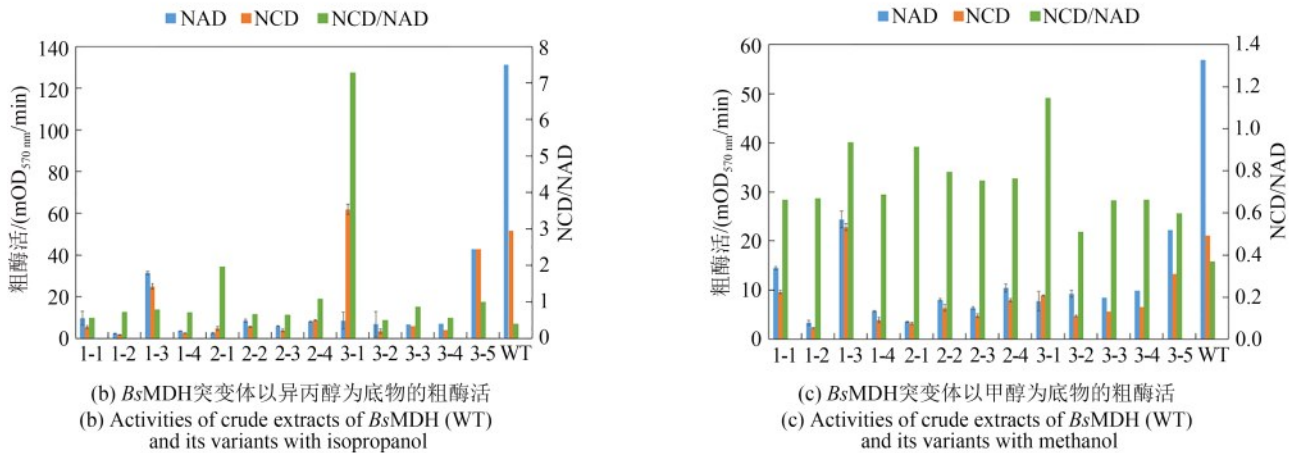 NAD NCD NCD/NAD
140
120
100
80
60
40
20
0
粗酶活/(mOD570 nm/min)
8
7
6
5
4
3
2
1
0
NCD/NAD
1-1 1-2 1-3 1-4 2-1 2-2 2-3 2-4 3-1 3-2 3-3 3-4 3-5 WT
(b) BsMDH突变体以异丙醇为底物的粗酶活
(b) Activities of crude extracts of BsMDH (WT)
and its variants with isopropanol
NAD NCD NCD/NAD
60
50
40
30
20
10
0
粗酶活/(mOD570 nm/min)
1.4
1.2
1.0
0.8
0.6
0.4
0.2
0.0
NCD/NAD
1-1 1-2 1-3 1-4 2-1 2-2 2-3 2-4 3-1 3-2 3-3 3-4 3-5 WT
(c) BsMDH突变体以甲醇为底物的粗酶活
(c) Activities of crude extracts of BsMDH (WT)
and its variants with methanol